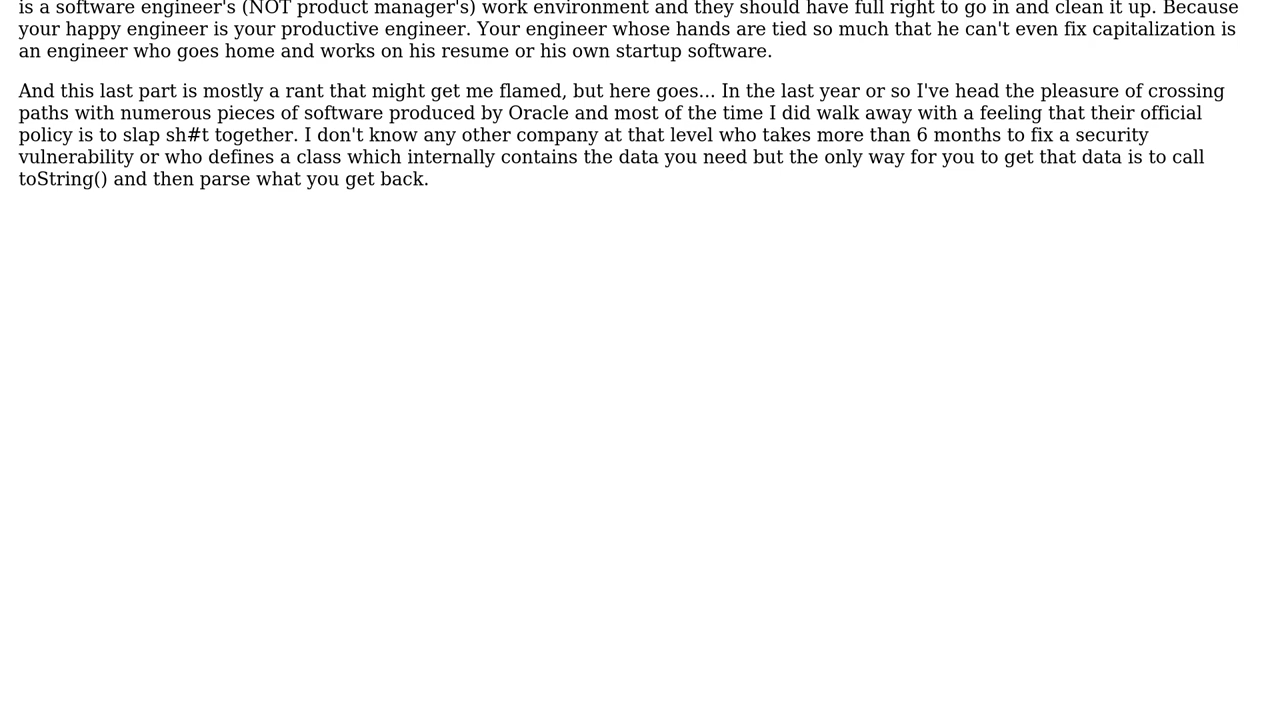 is a software engineer's (NOT product manager's) work environment and they should have full right to go in and clean it up. Because
your happy engineer is your productive engineer. Your engineer whose hands are tied so much that he can't even fix capitalization is
an engineer who goes home and works on his resume or his own startup software.
And this last part is mostly a rant that might get me flamed, but here goes... In the last year or so I've head the pleasure of crossing
paths with numerous pieces of software produced by Oracle and most of the time I did walk away with a feeling that their official
policy is to slap sh#t together. I don't know any other company at that level who takes more than 6 months to fix a security
vulnerability or who defines a class which internally contains the data you need but the only way for you to get that data is to call
toString() and then parse what you get back.